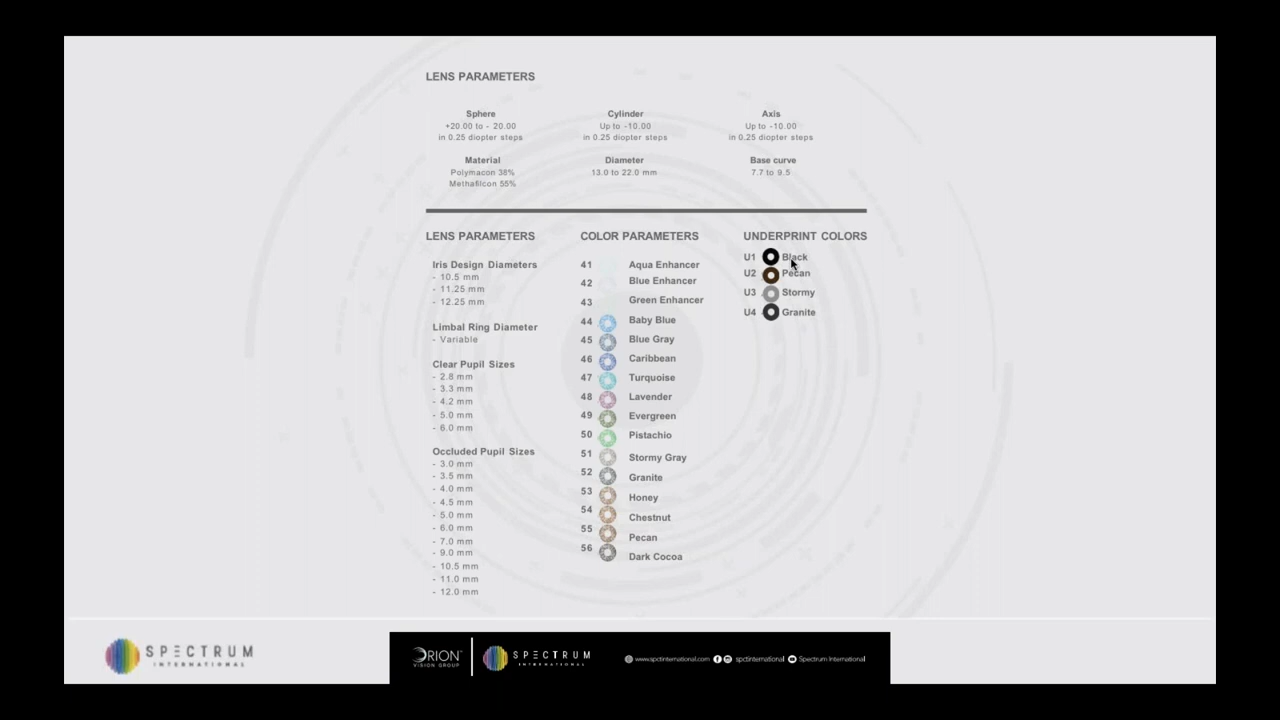 LENS PARAMETERS
Sphere
+20.00 to - 20.00
in 0.25 diopter steps
Cylinder
Up to -10.00
in 0.25 diopter steps
Axis
Up to -10.00
in 0.25 diopter steps
Material
Polymacon 38%
Methafilcon 55%
Diameter
13.0 to 22.0 mm
Base curve
7.7 to 9.5
LENS PARAMETERS
Iris Design Diameters
- 10.5 mm
- 11.25 mm
- 12.25 mm
Limbal Ring Diameter
- Variable
Clear Pupil Sizes
- 2.8 mm
- 3.3 mm
- 4.2 mm
- 5.0 mm
- 6.0 mm
Occluded Pupil Sizes
- 3.0 mm
- 3.5 mm
- 4.0 mm
- 4.5 mm
- 5.0 mm
- 6.0 mm
- 7.0 mm
- 9.0 mm
- 10.5 mm
- 11.0 mm
- 12.0 mm
COLOR PARAMETERS
41 Aqua Enhancer
42 Blue Enhancer
43 Green Enhancer
44 Baby Blue
45 Blue Gray
46 Caribbean
47 Turquoise
48 Lavender
49 Evergreen
50 Pistachio
51 Stormy Gray
52 Granite
53 Honey
54 Chestnut
55 Pecan
56 Dark Cocoa
UNDERPRINT COLORS
U1 Black
U2 Pecan
U3 Stormy
U4 Granite
SPECTRUM
INTERNATIONAL
ORION
VISION GROUP
SPECTRUM
INTERNATIONAL
www.spctinternational.com spctinternational Spectrum International